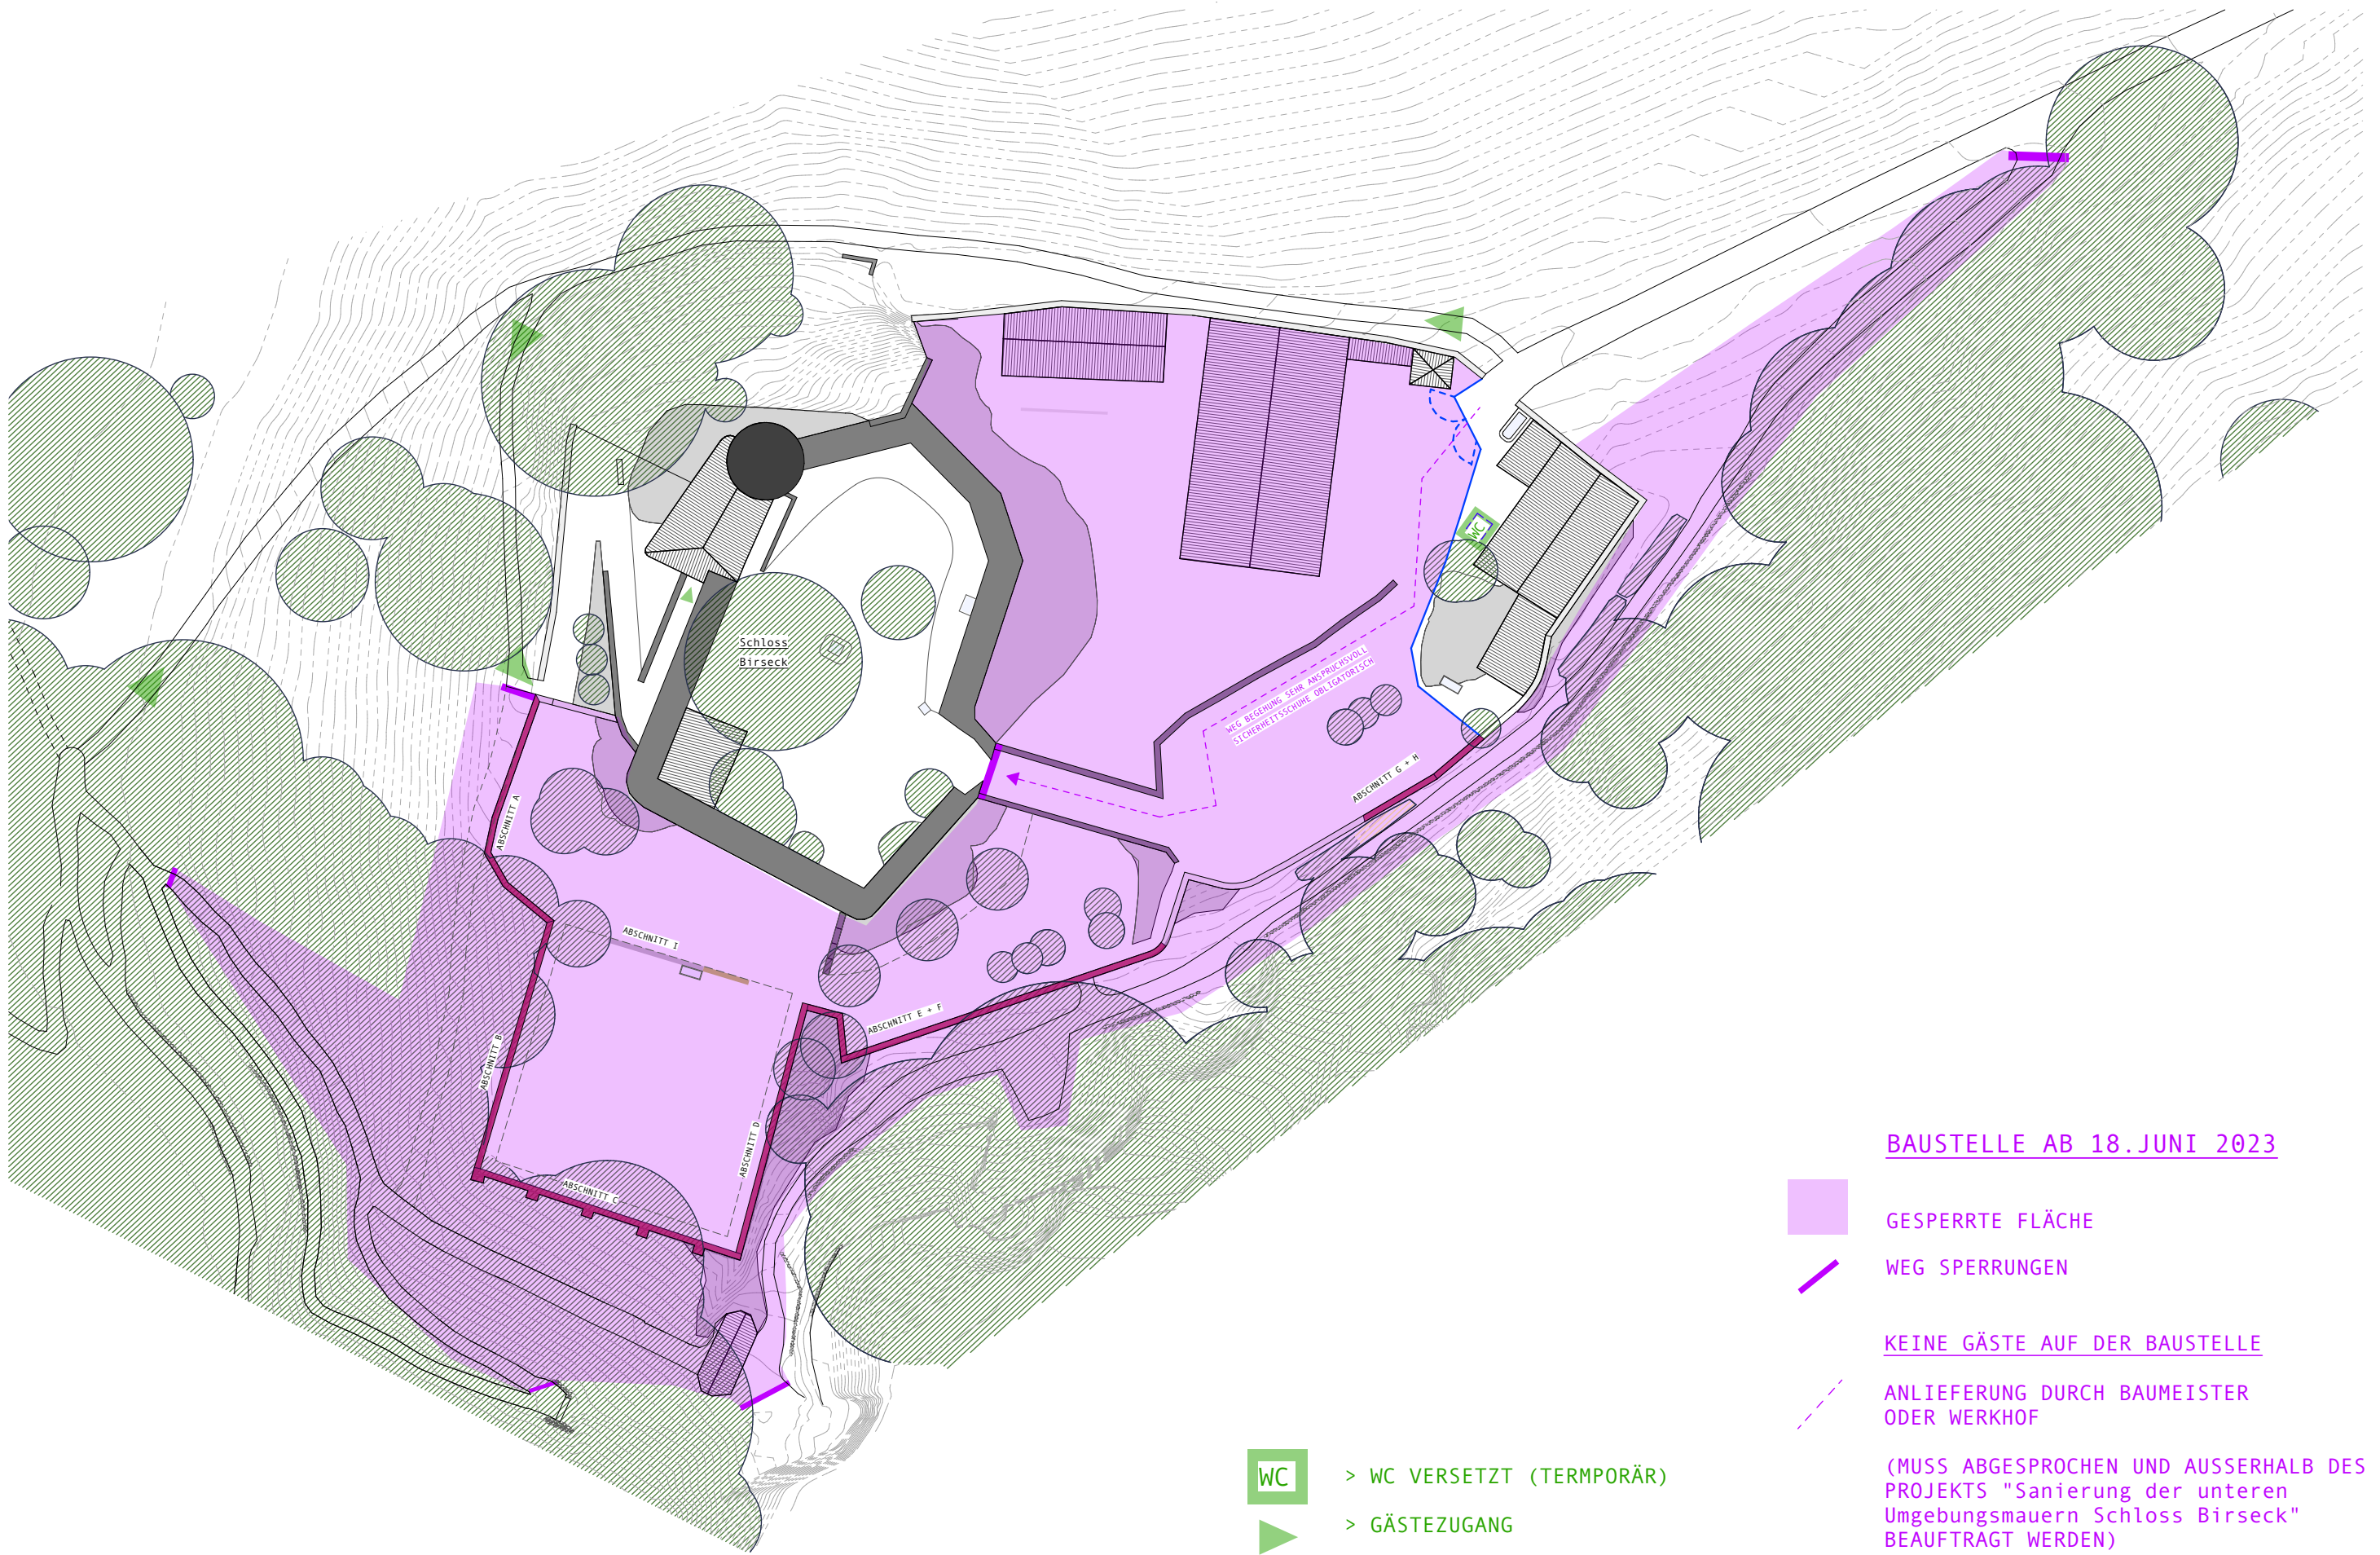 WC
Schloss
Birseck
WEG BEGEHUNG SEHR ANSPRUCHSVOLL
SICHERHEITSSCHUHE OBLIGATORISCH
ABSCHNITT G + H
ABSCHNITT A
ABSCHNITT I
ABSCHNITT E + F
ABSCHNITT B
ABSCHNITT D
ABSCHNITT C
BAUSTELLE AB 18.JUNI 2023
GESPERRTE FLÄCHE
WEG SPERRUNGEN
KEINE GÄSTE AUF DER BAUSTELLE
ANLIEFERUNG DURCH BAUMEISTER
ODER WERKHOF
(MUSS ABGESPROCHEN UND AUSSERHALB DES
PROJEKTS "Sanierung der unteren
Umgebungsmauern Schloss Birseck"
BEAUFTRAGT WERDEN)
WC > WC VERSETZT (TERMPORÄR)
> GÄSTEZUGANG